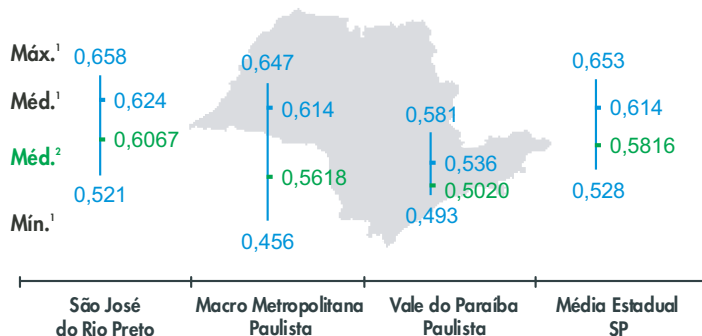 Máx.¹ 0,658 0,647 0,653
Méd.¹ 0,624 0,614 0,581 0,614
Méd.² 0,6067 0,5618 0,536 0,5816
0,521 0,5020 0,528
Mín.¹ 0,456 0,493
São José Macro Metropolitana Vale do Paraíba Média Estadual
do Rio Preto Paulista Paulista SP